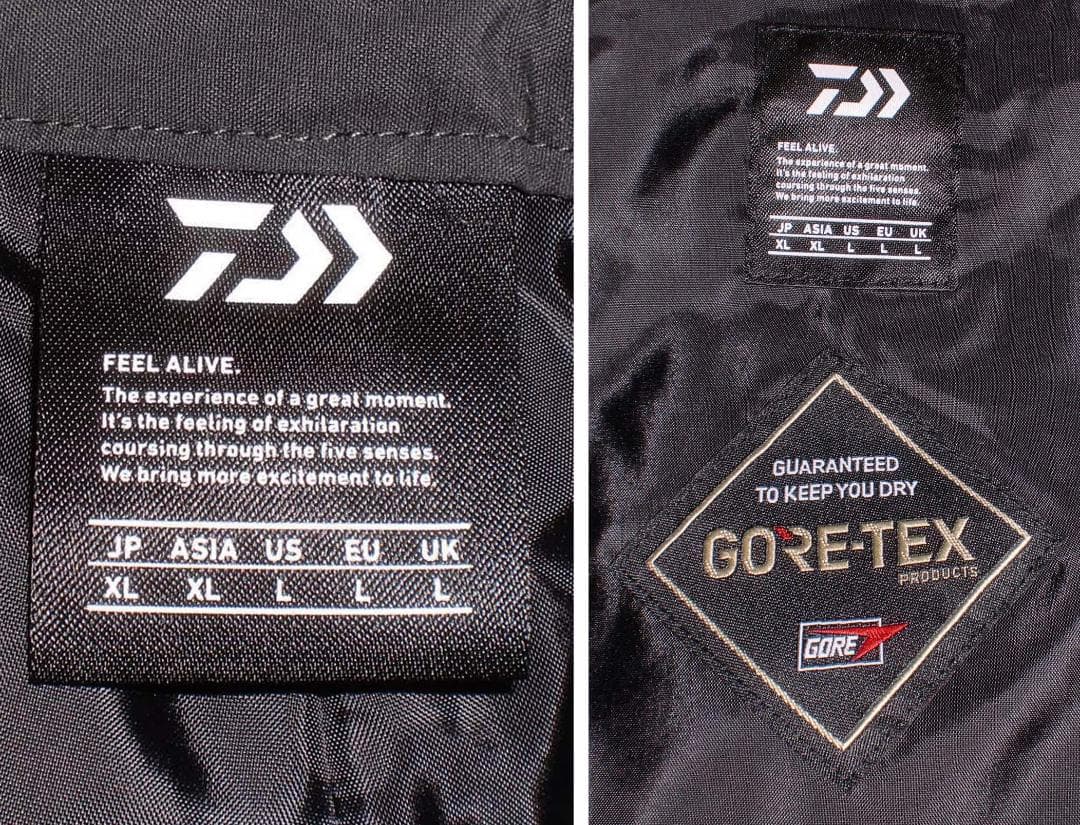 FEEL ALIVE.
The experience of a great moment.
It's the feeling of exhilaration
coursing through the five senses.
We bring more excitement to life.
JP ASIA US EU UK
XL XL L L L
FEEL ALIVE.
The experience of a great moment.
It's the feeling of exhilaration
coursing through the five senses.
We bring more excitement to life.
JP ASIA US EU UK
XL XL L L L
GUARANTEED
TO KEEP YOU DRY
GORE-TEX
PRODUCTS
GORE